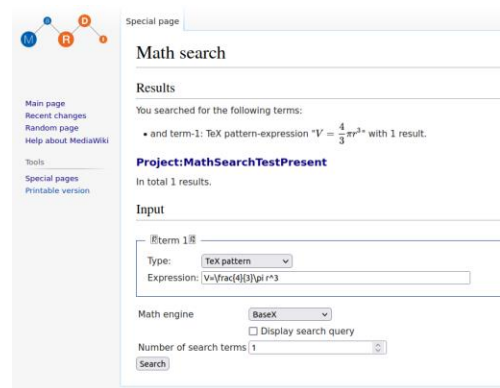 M R D I
Special page
Math search
Results
You searched for the following terms:
• and term-1: TeX pattern-expression "V = \frac{4}{3}πr³" with 1 result.
Project:MathSearchTestPresent
In total 1 results.
Main page
Recent changes
Random page
Help about MediaWiki
Tools
Special pages
Printable version
Input
term 1
Type: TeX pattern
Expression: V=\frac{4}{3}\pi r^3
Math engine BaseX
Display search query
Number of search terms 1
Search